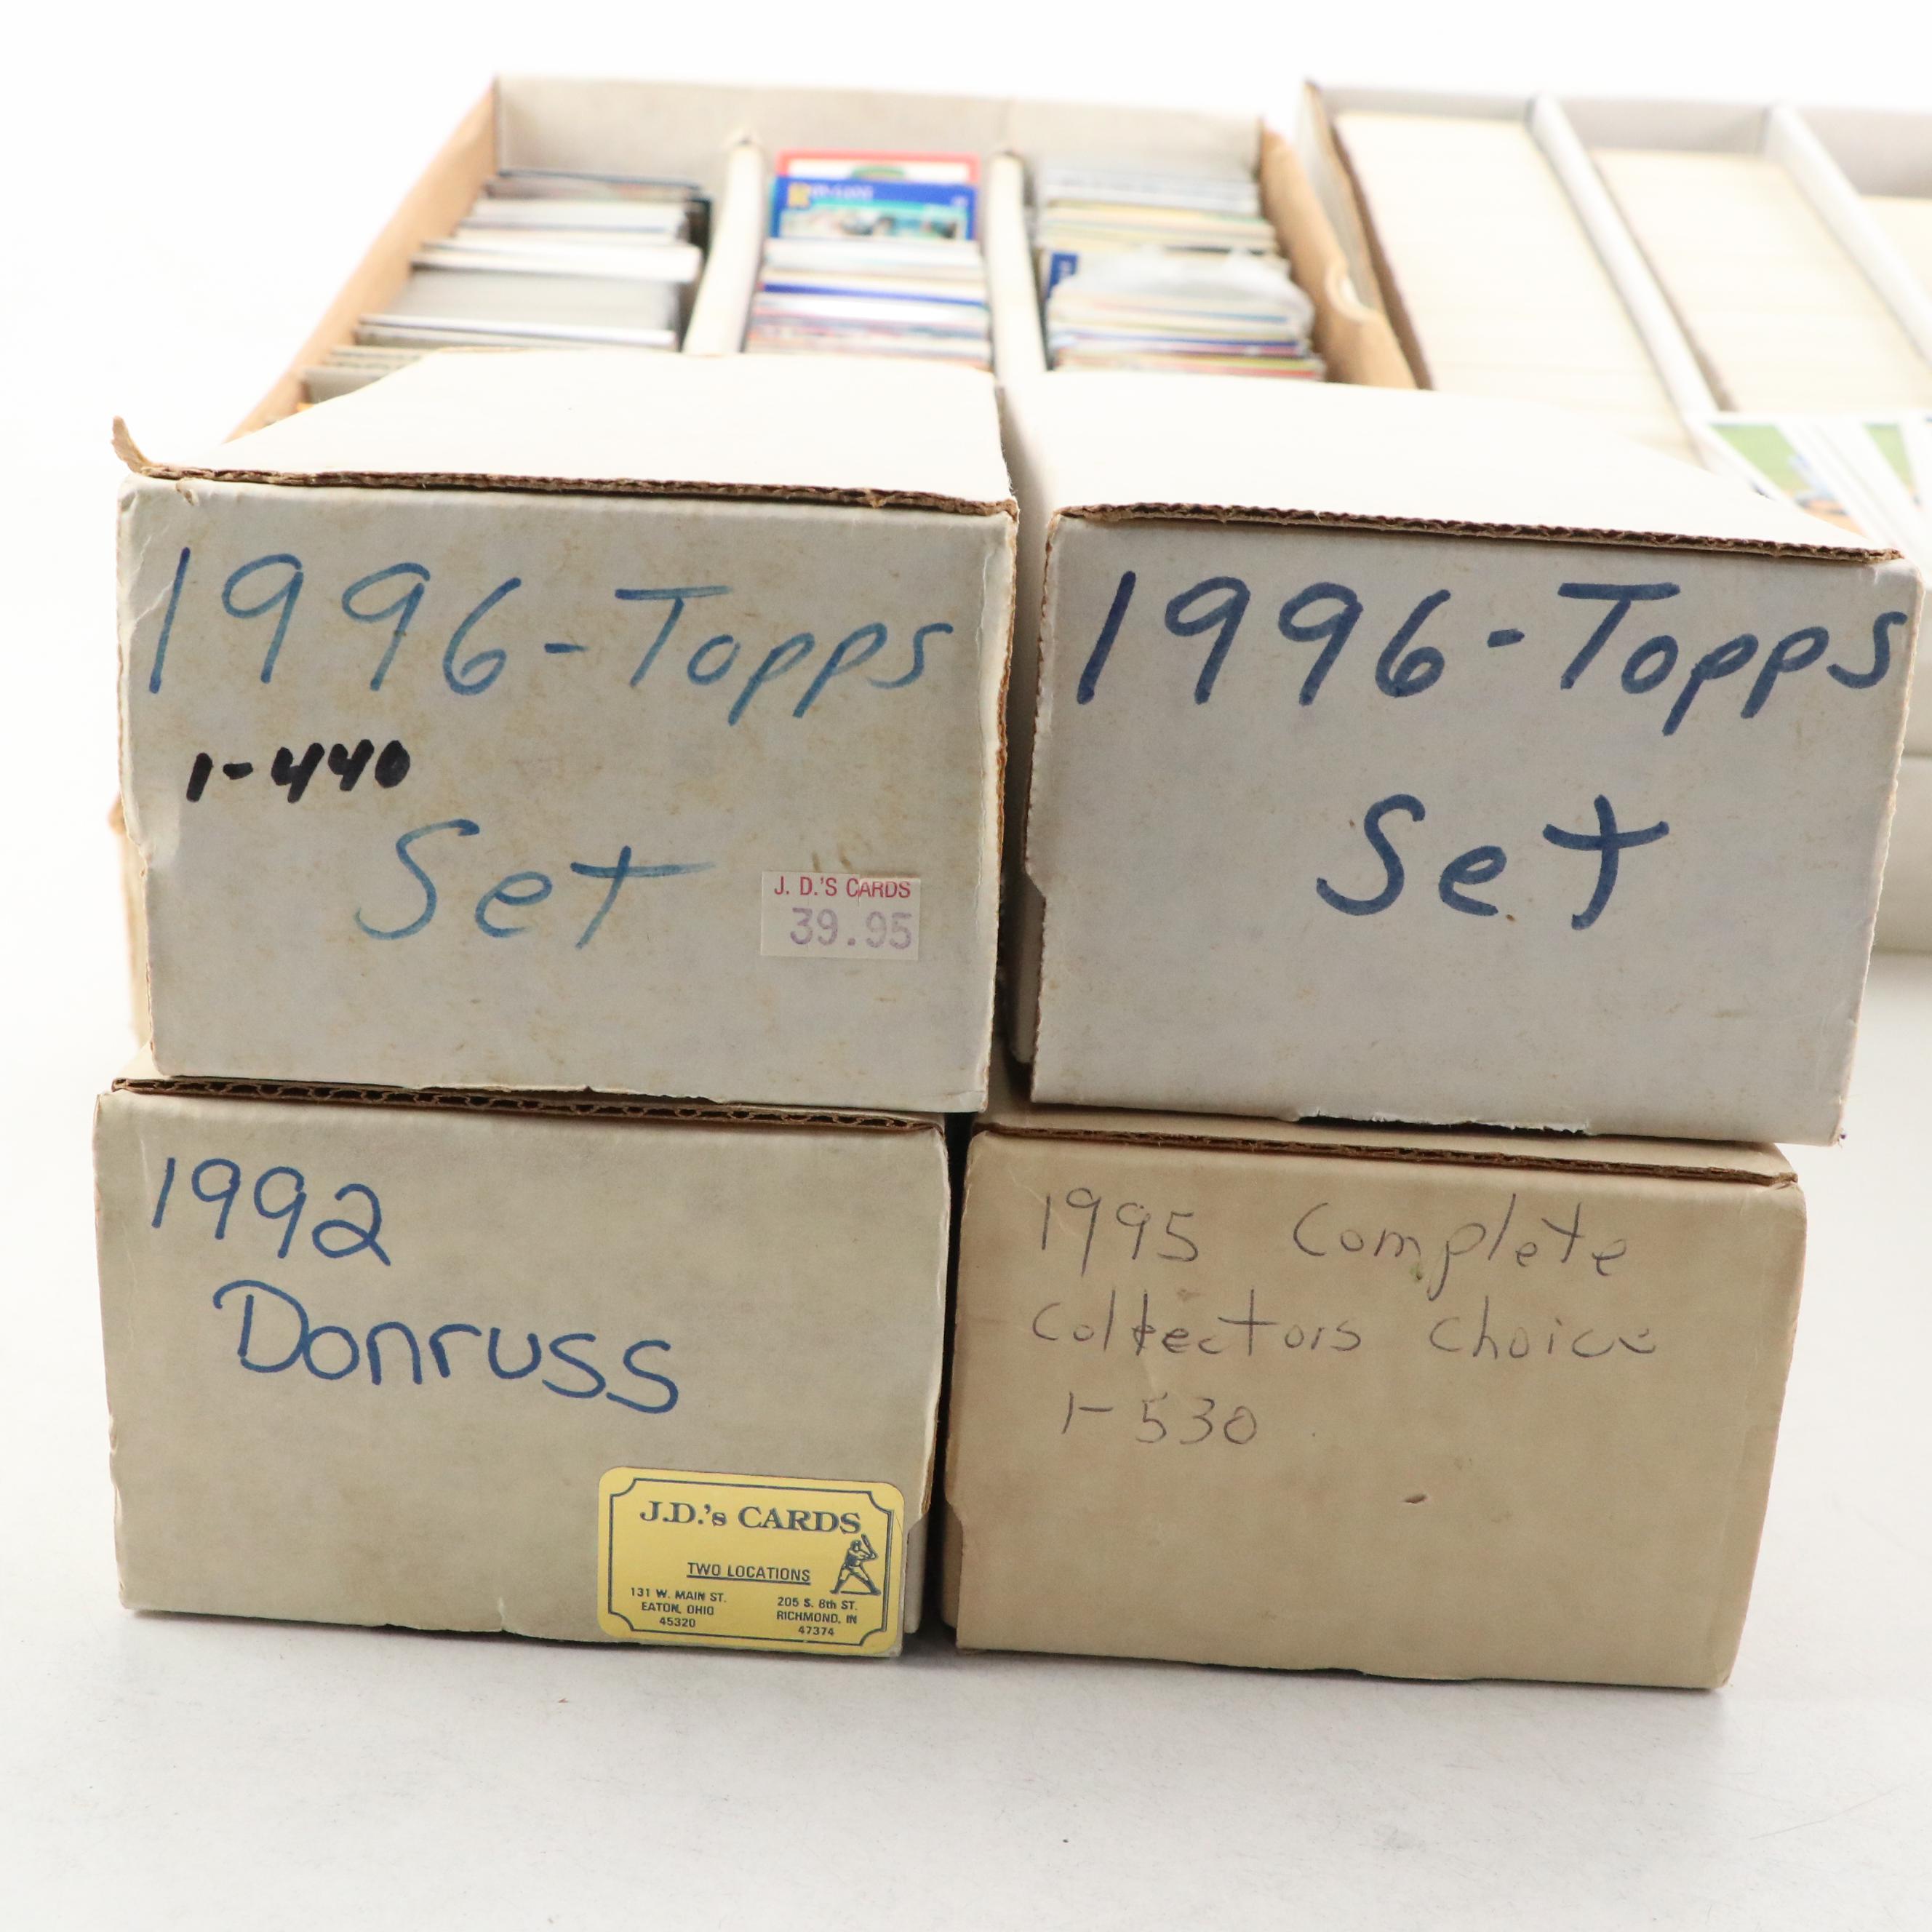 1996-Topps
1-440
Set
J. D.'S CARDS
39.95
1996-Topps
Set
1992
Donruss
J.D.'s CARDS
TWO LOCATIONS
131 W. MAIN ST.
EATON, OHIO
45320
205 S. 8th ST.
RICHMOND, IN
47374
1995 Complete
Collectors Choice
1-530